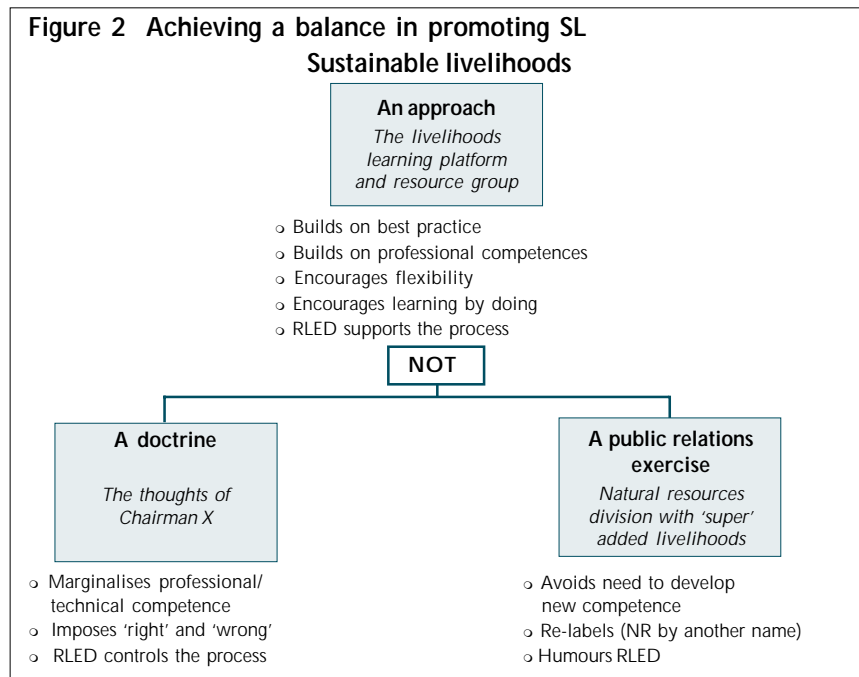 Figure 2 Achieving a balance in promoting SL
Sustainable livelihoods
An approach
The livelihoods
learning platform
and resource group
Builds on best practice
Builds on professional competences
Encourages flexibility
Encourages learning by doing
RLED supports the process
NOT
A doctrine
The thoughts of
Chairman X
Marginalises professional/
technical competence
Imposes ‘right’ and ‘wrong’
RLED controls the process
A public relations
exercise
Natural resources
division with ‘super’
added livelihoods
Avoids need to develop
new competence
Re-labels (NR by another name)
Humours RLED